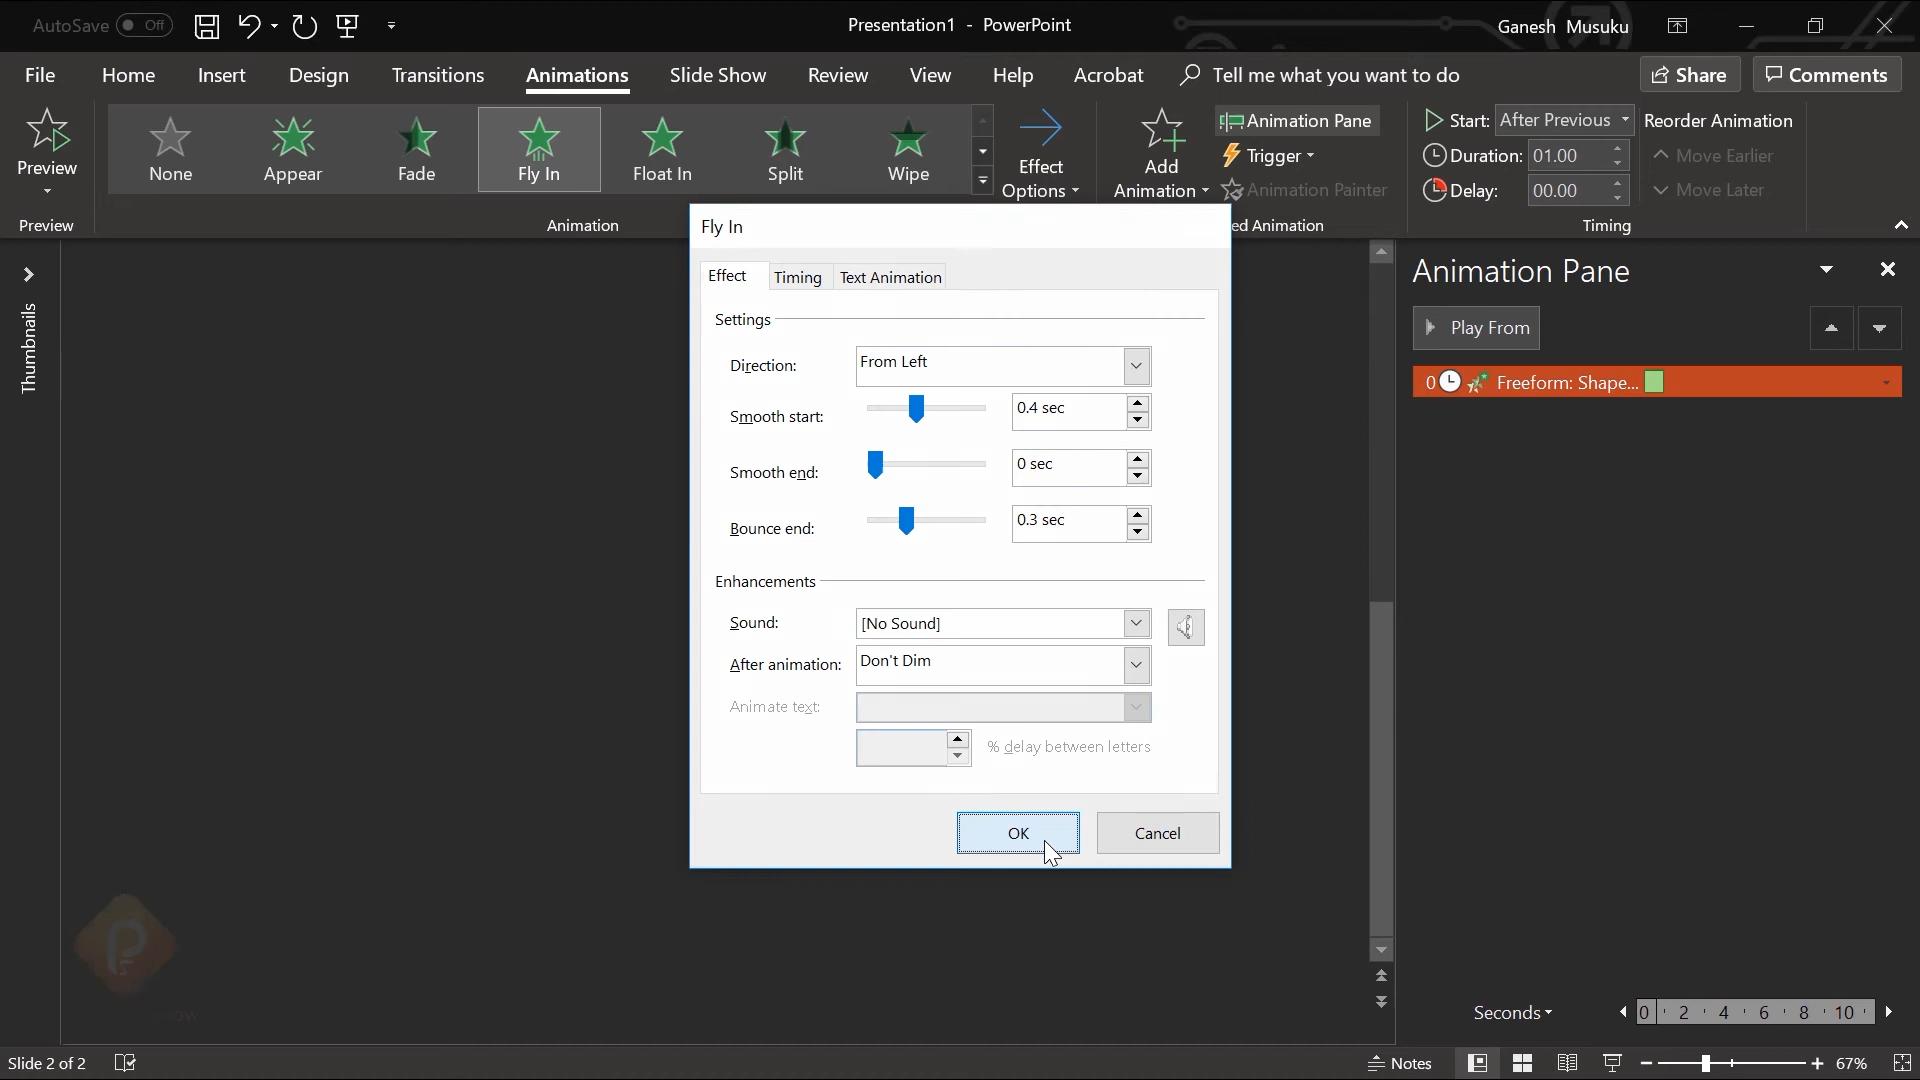 AutoSave Off
Presentation1 - PowerPoint
Ganesh Musuku
File Home Insert Design Transitions Animations Slide Show Review View Help Acrobat Tell me what you want to do
Share Comments
Preview
None Appear Fade Fly In Float In Split Wipe
Effect
Options
Add
Animation
Animation Pane
Trigger
Animation Painter
Start: After Previous
Duration: 01.00
Delay: 00.00
Reorder Animation
Move Earlier
Move Later
Preview
Animation
ed Animation
Timing
Thumbnails
Fly In
Effect Timing Text Animation
Settings
Direction: From Left
Smooth start: 0.4 sec
Smooth end: 0 sec
Bounce end: 0.3 sec
Enhancements
Sound: [No Sound]
After animation: Don't Dim
Animate text:
% delay between letters
OK Cancel
Animation Pane
Play From
0 Freeform: Shape...
Seconds 0 2 4 6 8 10
Slide 2 of 2
Notes
67%